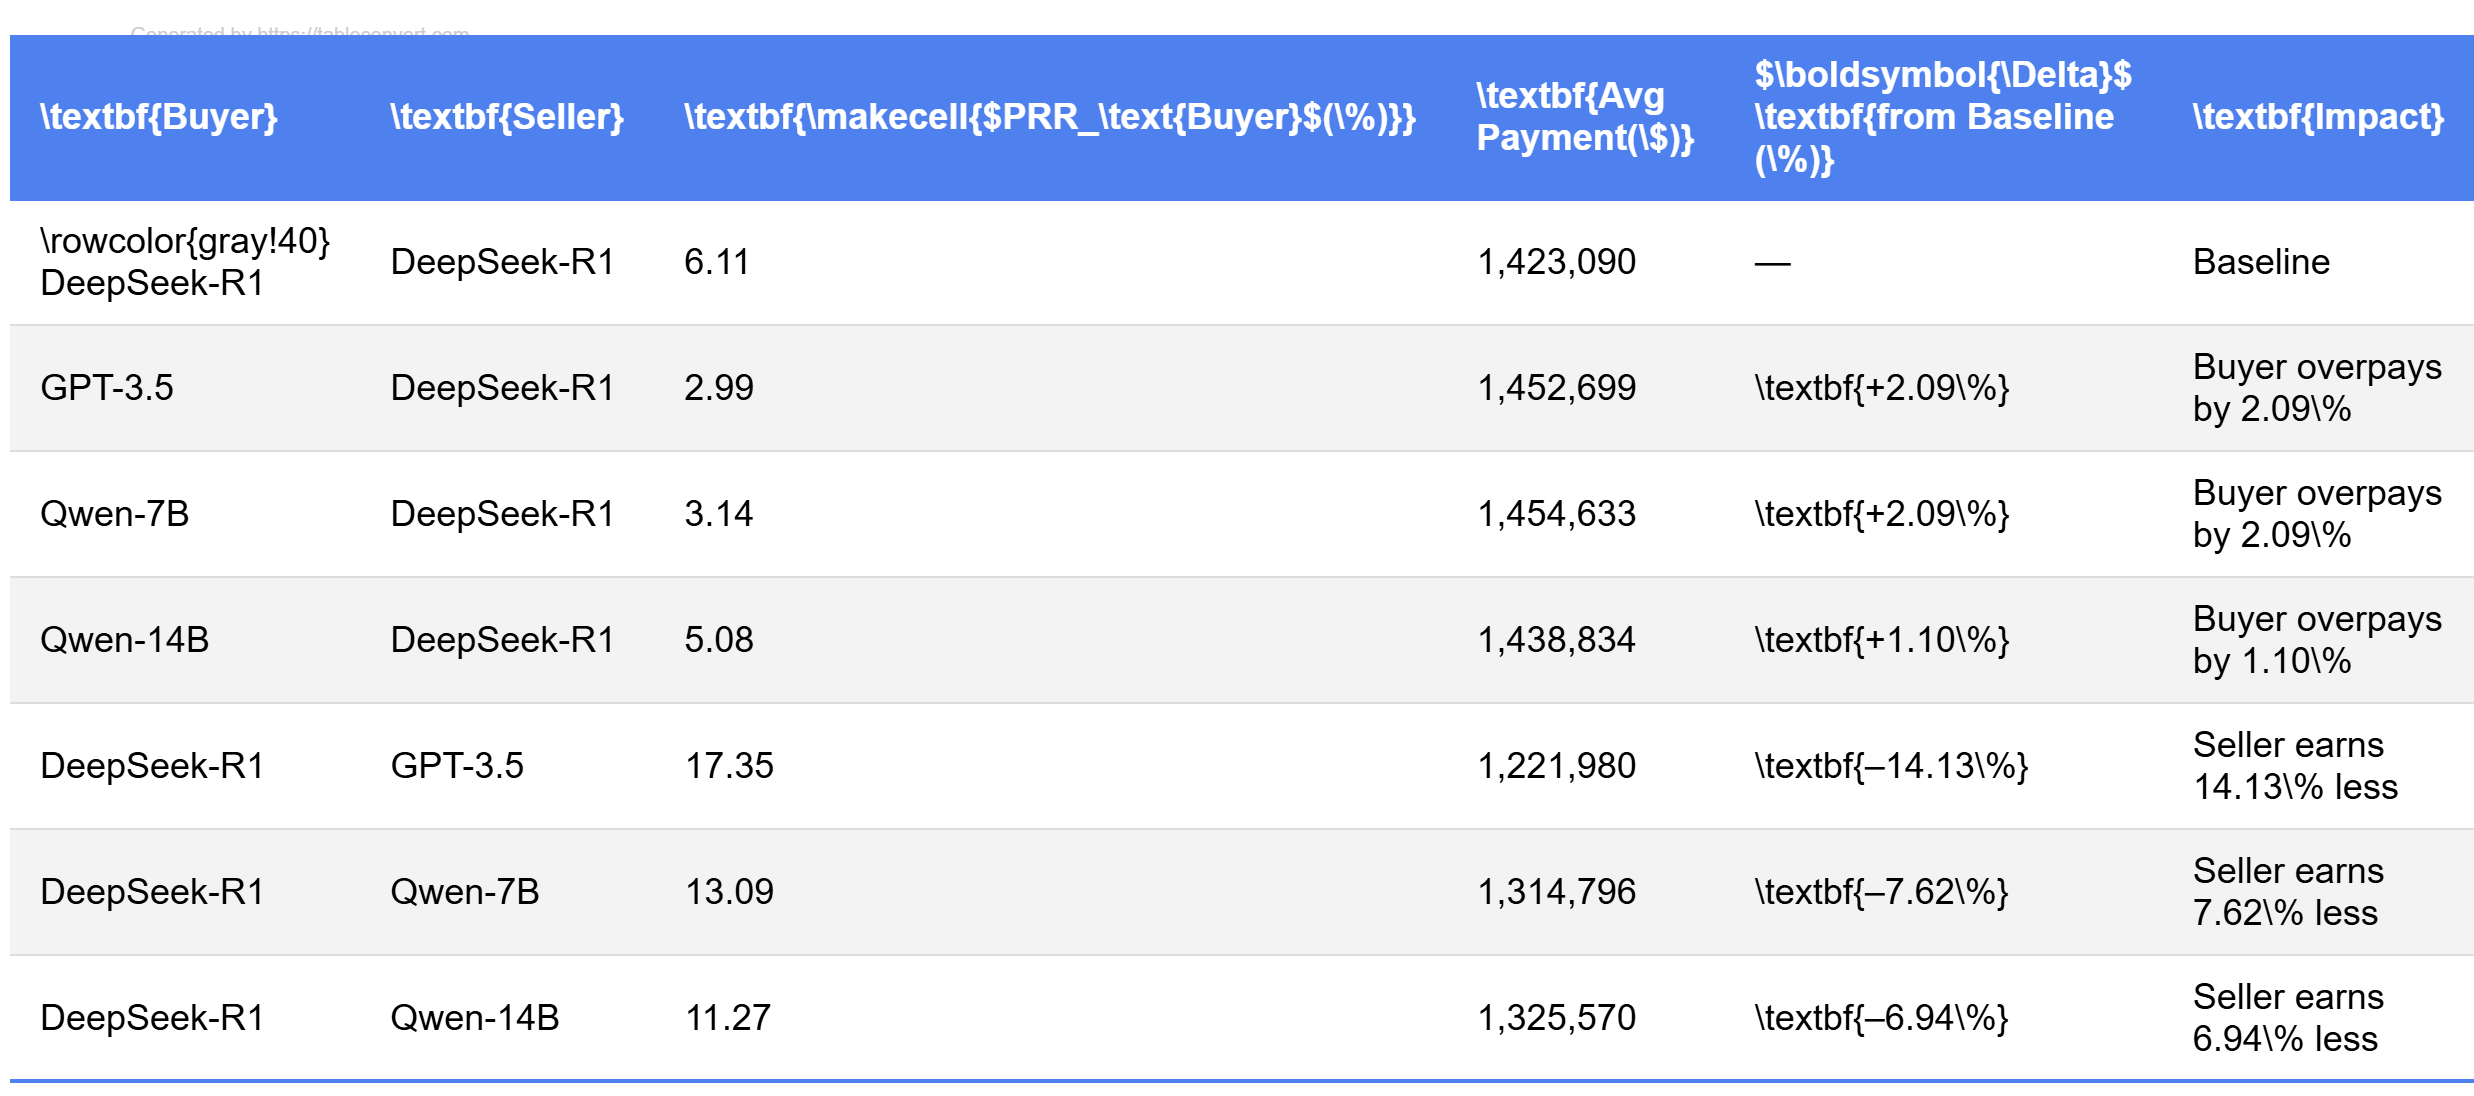 Generated by https://tableconvert.com
\textbf{Buyer} \textbf{Seller} \textbf{\makecell{$PRR_\text{Buyer}$(\%)}} \textbf{Avg Payment(\$)} $\boldsymbol{\Delta}$ \textbf{from Baseline (\%)} \textbf{Impact}
\rowcolor{gray!40} DeepSeek-R1 DeepSeek-R1 6.11 1,423,090 — Baseline
GPT-3.5 DeepSeek-R1 2.99 1,452,699 \textbf{+2.09\%} Buyer overpays by 2.09\%
Qwen-7B DeepSeek-R1 3.14 1,454,633 \textbf{+2.09\%} Buyer overpays by 2.09\%
Qwen-14B DeepSeek-R1 5.08 1,438,834 \textbf{+1.10\%} Buyer overpays by 1.10\%
DeepSeek-R1 GPT-3.5 17.35 1,221,980 \textbf{–14.13\%} Seller earns 14.13\% less
DeepSeek-R1 Qwen-7B 13.09 1,314,796 \textbf{–7.62\%} Seller earns 7.62\% less
DeepSeek-R1 Qwen-14B 11.27 1,325,570 \textbf{–6.94\%} Seller earns 6.94\% less